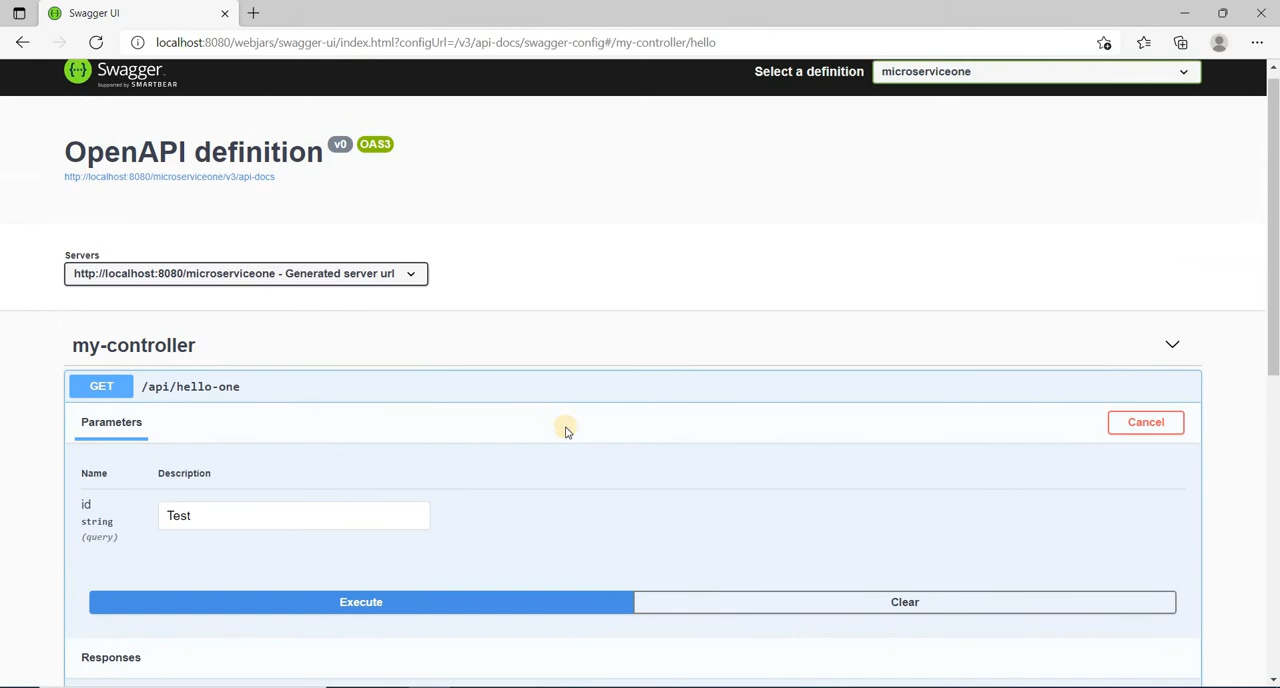 Swagger UI
localhost:8080/webjars/swagger-ui/index.html?configUrl=/v3/api-docs/swagger-config#/my-controller/hello
Swagger
Supported by SMARTBEAR
Select a definition
microserviceone
OpenAPI definition v0 OAS3
http://localhost:8080/microserviceone/v3/api-docs
Servers
http://localhost:8080/microserviceone - Generated server url
my-controller
GET /api/hello-one
Parameters
Cancel
Name Description
id
string
(query)
Test
Execute Clear
Responses